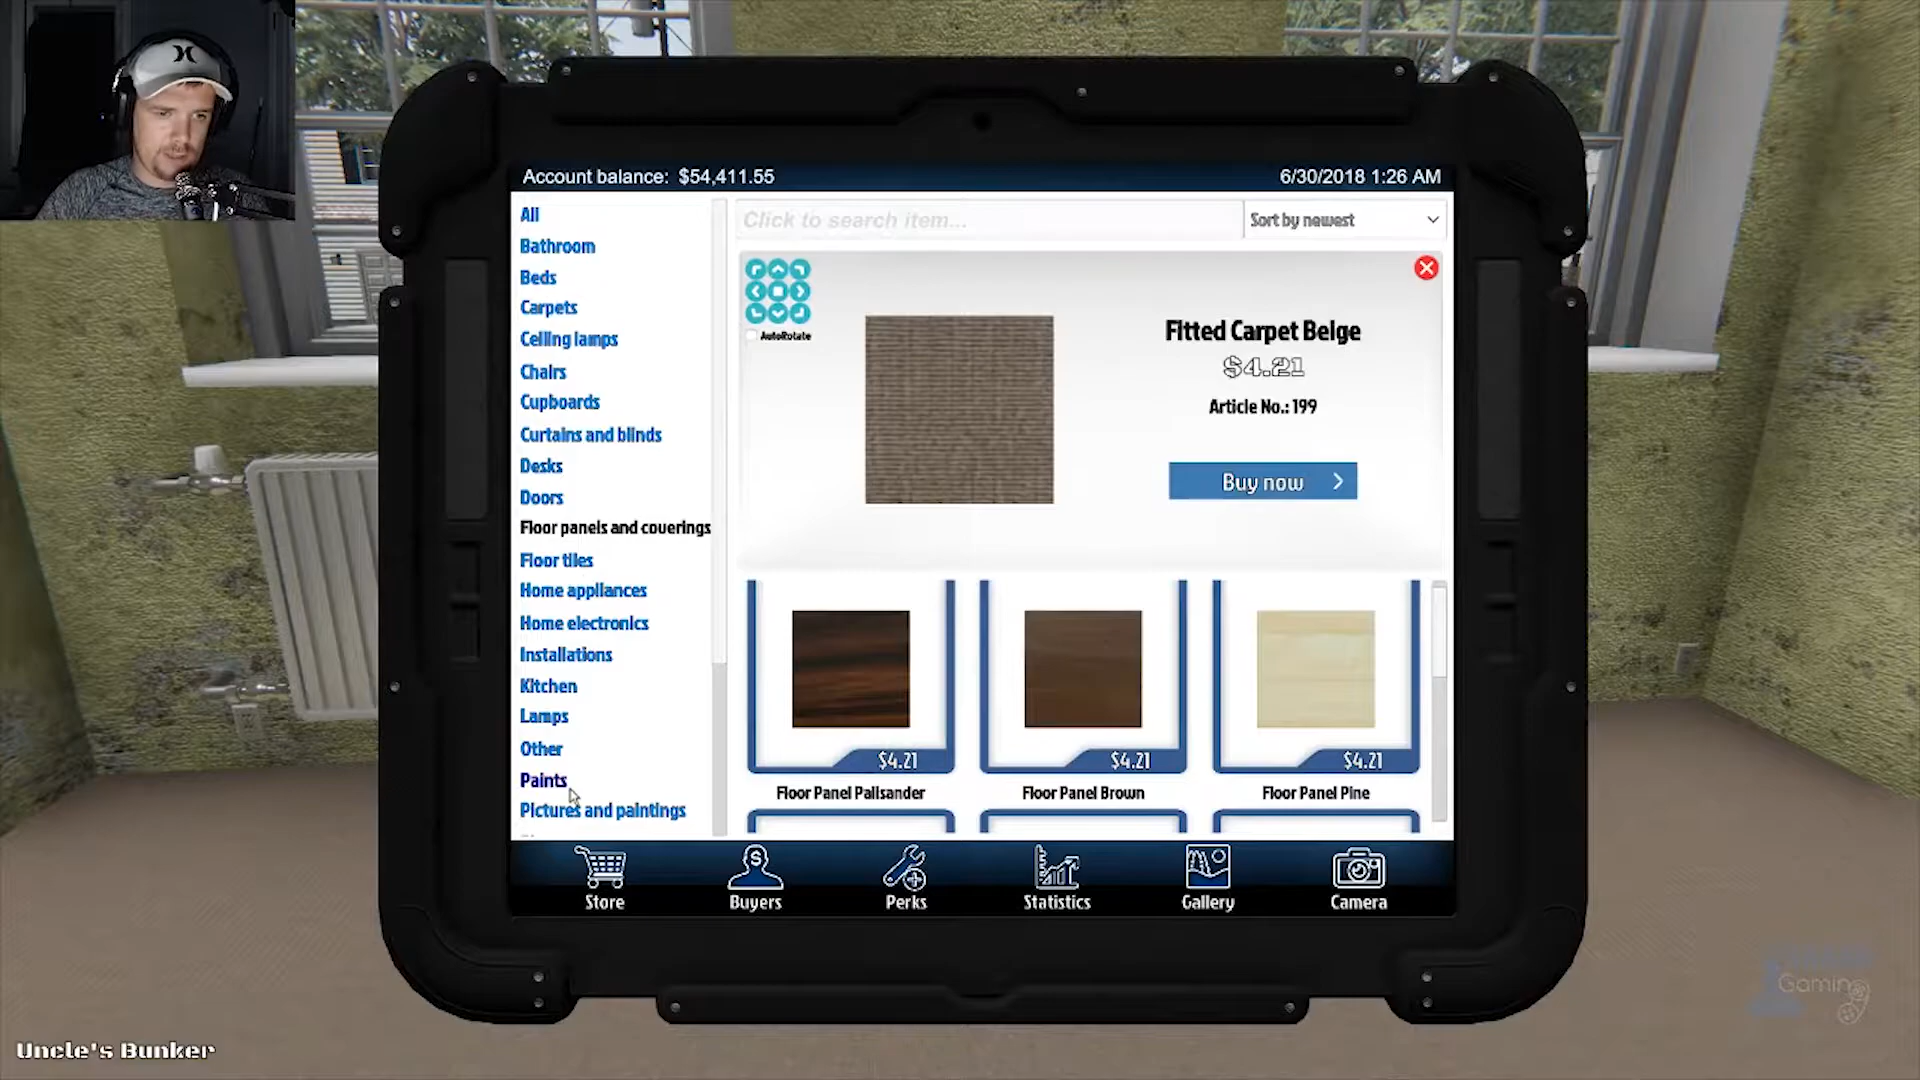 Account balance: $54,411.55
6/30/2018 1:26 AM
All
Bathroom
Beds
Carpets
Ceiling lamps
Chairs
Cupboards
Curtains and blinds
Desks
Doors
Floor panels and coverings
Floor tiles
Home appliances
Home electronics
Installations
Kitchen
Lamps
Other
Paints
Pictures and paintings
Click to search item...
Sort by newest
AutoRotate
Fitted Carpet Beige
$4.21
Article No.: 199
Buy now
$4.21
$4.21
$4.21
Floor Panel Palisander
Floor Panel Brown
Floor Panel Pine
Store
Buyers
Perks
Statistics
Gallery
Camera
Gaming
Uncle's Bunker